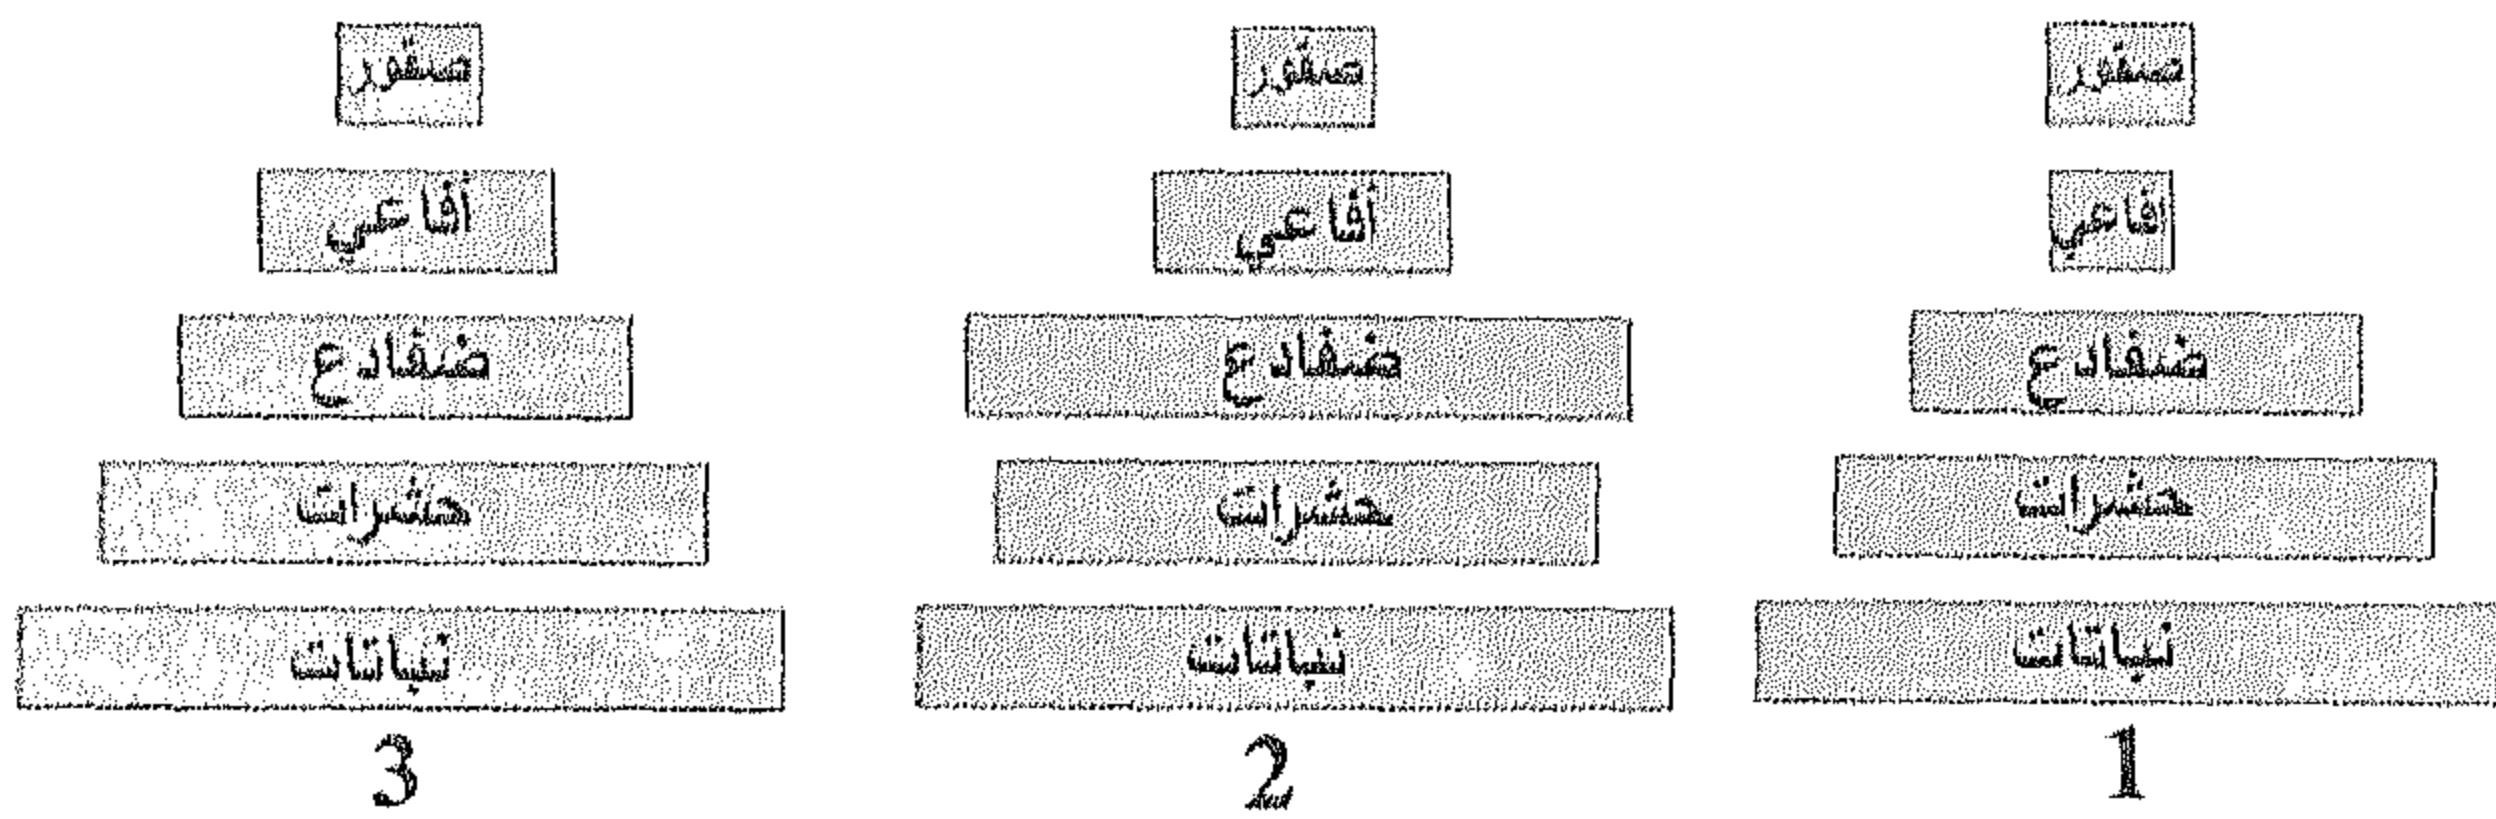 صقور صقور صقور
أفاعي أفاعي أفاعي
ضفادع ضفادع ضفادع
حشرات حشرات حشرات
نباتات نباتات نباتات
1 2 3